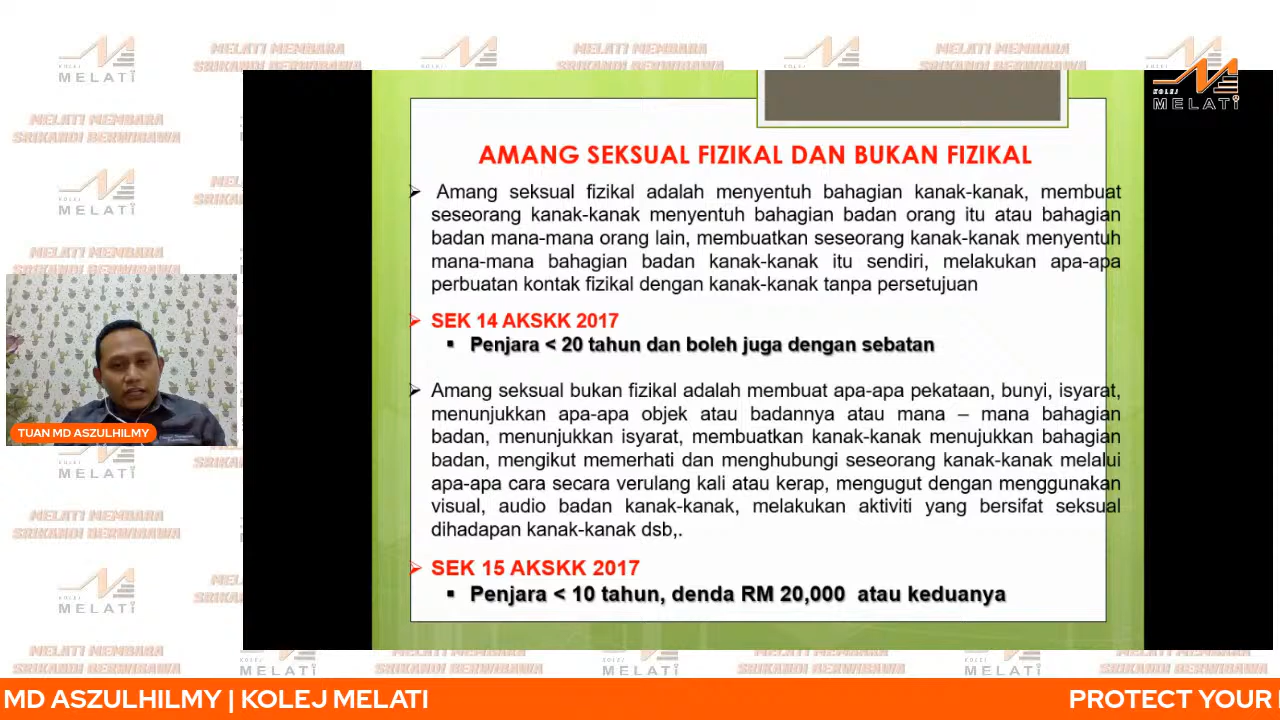 MELATI MEMBARA
SRIKANDI BERWIBAWA
KOLEJ
MELATI
AMANG SEKSUAL FIZIKAL DAN BUKAN FIZIKAL
➢ Amang seksual fizikal adalah menyentuh bahagian kanak-kanak, membuat
seseorang kanak-kanak menyentuh bahagian badan orang itu atau bahagian
badan mana-mana orang lain, membuatkan seseorang kanak-kanak menyentuh
mana-mana bahagian badan kanak-kanak itu sendiri, melakukan apa-apa
perbuatan kontak fizikal dengan kanak-kanak tanpa persetujuan
➢ SEK 14 AKSKK 2017
▪ Penjara < 20 tahun dan boleh juga dengan sebatan
➢ Amang seksual bukan fizikal adalah membuat apa-apa pekataan, bunyi, isyarat,
menunjukkan apa-apa objek atau badannya atau mana – mana bahagian
badan, menunjukkan isyarat, membuatkan kanak-kanak menujukkan bahagian
badan, mengikut memerhati dan menghubungi seseorang kanak-kanak melalui
apa-apa cara secara verulang kali atau kerap, mengugut dengan menggunakan
visual, audio badan kanak-kanak, melakukan aktiviti yang bersifat seksual
dihadapan kanak-kanak dsb,.
➢ SEK 15 AKSKK 2017
▪ Penjara < 10 tahun, denda RM 20,000 atau keduanya
TUAN MD ASZULHILMY
MD ASZULHILMY | KOLEJ MELATI
PROTECT YOUR